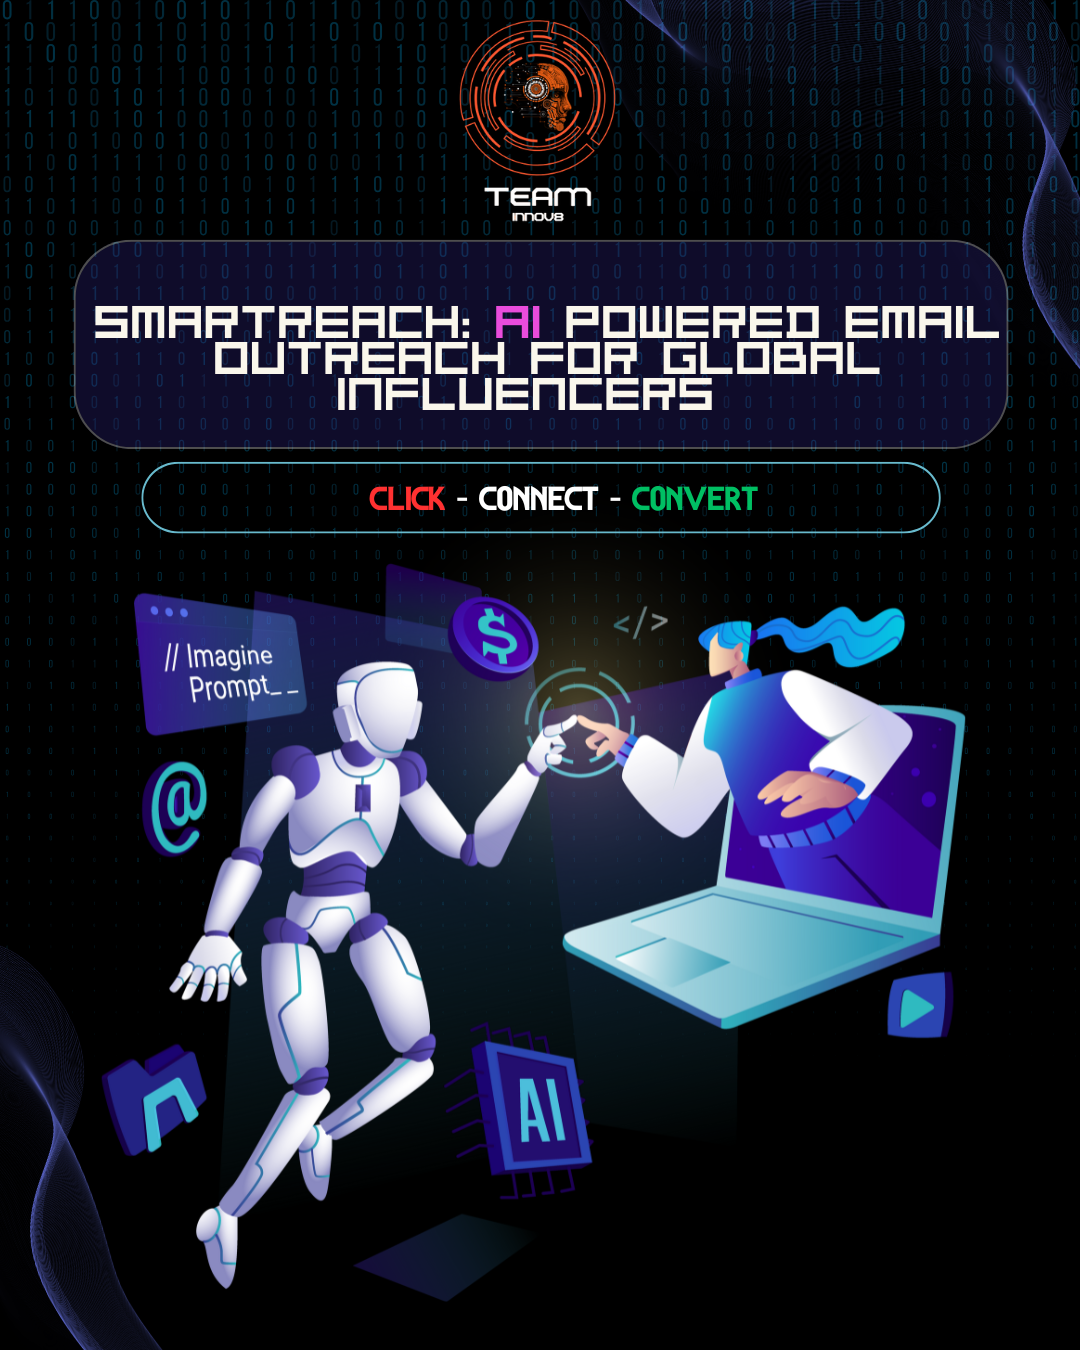 TEAM
INNOV8
SMARTREACH: AI POWERED EMAIL
OUTREACH FOR GLOBAL
INFLUENCERS
CLICK - CONNECT - CONVERT
</>
$
// Imagine
Prompt_ _
@
AI